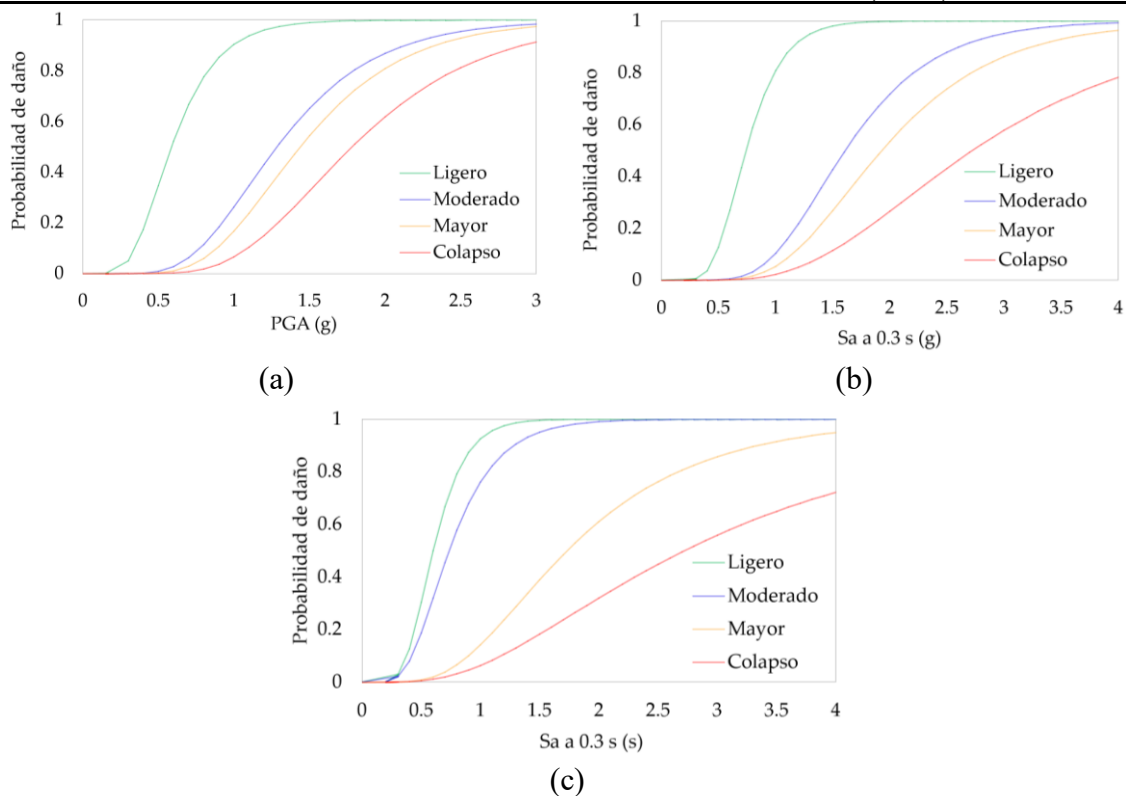 1
0.8
0.6
0.4
0.2
0
Probabilidad de daño
Ligero
Moderado
Mayor
Colapso
0 0.5 1 1.5 2 2.5 3
PGA (g)
(a)
1
0.8
0.6
0.4
0.2
0
Probabilidad de daño
Ligero
Moderado
Mayor
Colapso
0 0.5 1 1.5 2 2.5 3 3.5 4
Sa a 0.3 s (g)
(b)
1
0.8
0.6
0.4
0.2
0
Probabilidad de daño
Ligero
Moderado
Mayor
Colapso
0 0.5 1 1.5 2 2.5 3 3.5 4
Sa a 0.3 s (s)
(c)